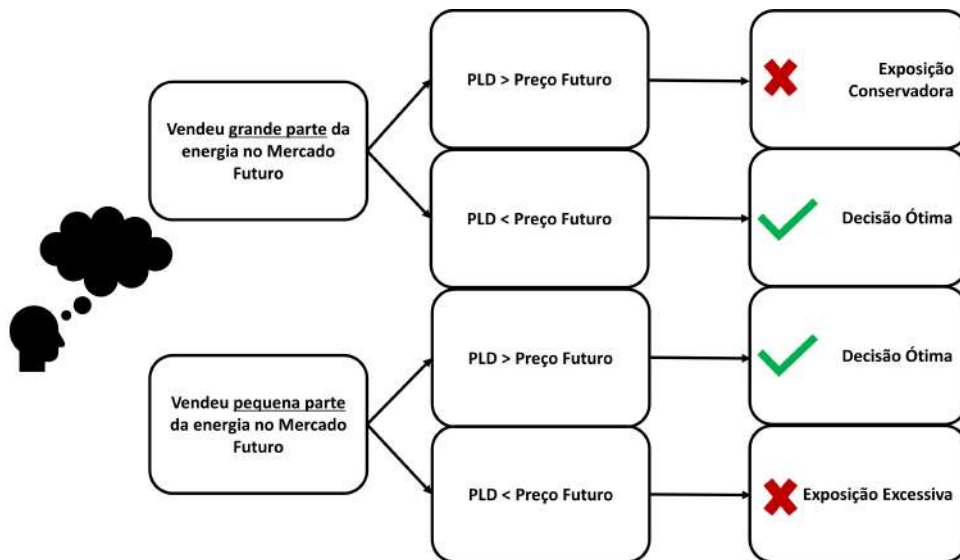 PLD > Preço Futuro
Exposição
Conservadora
Vendeu grande parte da
energia no Mercado
Futuro
PLD < Preço Futuro
Decisão Ótima
PLD > Preço Futuro
Decisão Ótima
Vendeu pequena parte
da energia no Mercado
Futuro
PLD < Preço Futuro
Exposição Excessiva